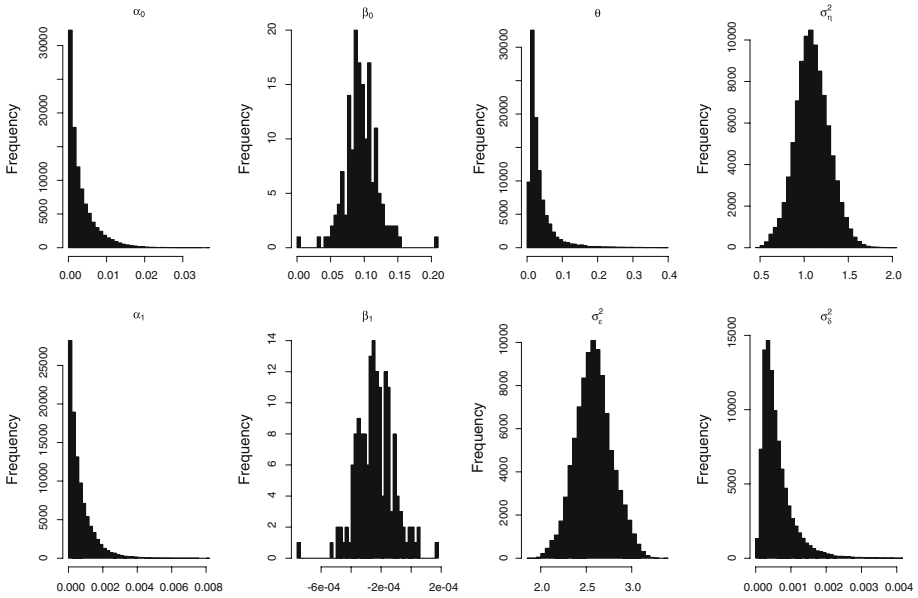 α0
β0
θ
σ²η
Frequency
0 5000 10000 20000 30000
0.00 0.01 0.02 0.03
Frequency
0 5 10 15 20
0.00 0.05 0.10 0.15 0.20
Frequency
0 5000 10000 20000 30000
0.0 0.1 0.2 0.3 0.4
Frequency
0 2000 4000 6000 8000 10000
0.5 1.0 1.5 2.0
α1
β1
σ²ε
σ²δ
Frequency
0 5000 10000 15000 20000 25000
0.000 0.002 0.004 0.006 0.008
Frequency
0 2 4 6 8 10 12 14
-6e-04 -2e-04 2e-04
Frequency
0 2000 4000 6000 8000 10000
2.0 2.5 3.0
Frequency
0 5000 10000 15000
0.000 0.001 0.002 0.003 0.004